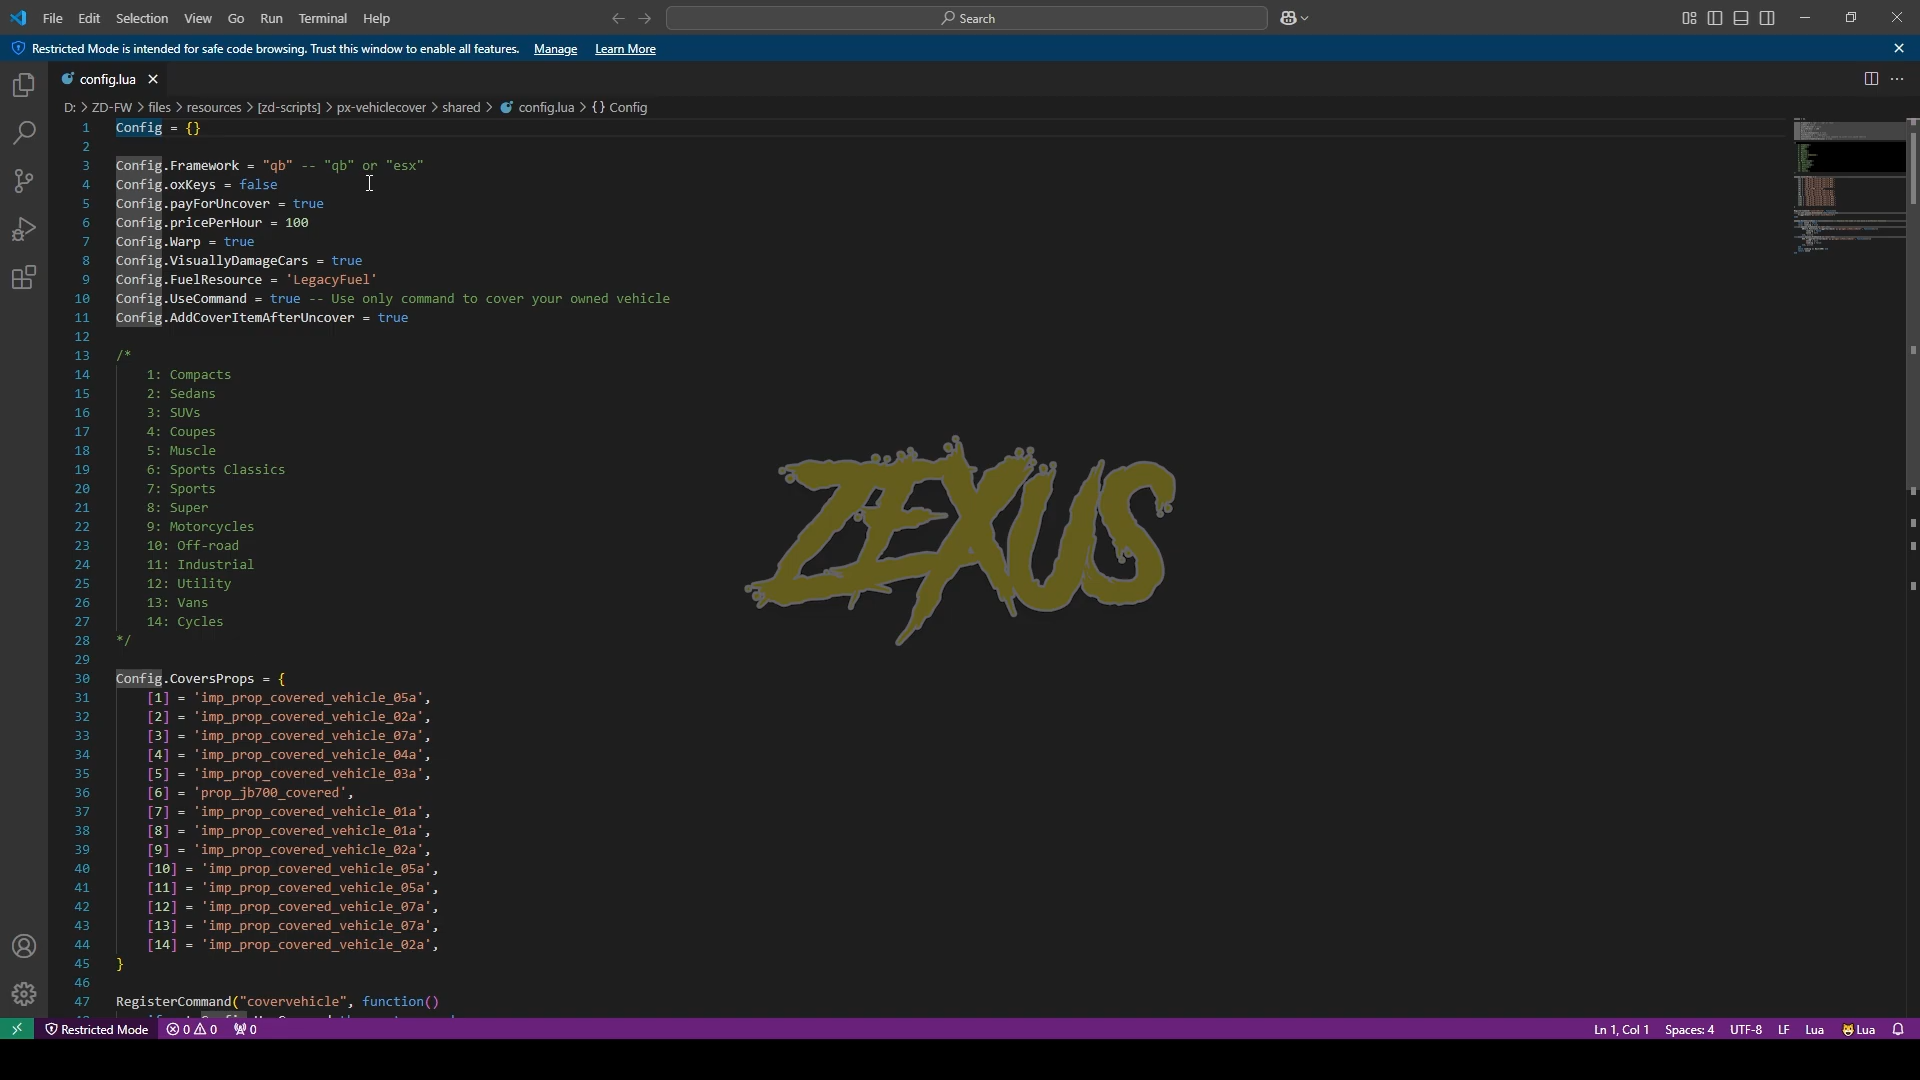 File Edit Selection View Go Run Terminal Help
Search
Restricted Mode is intended for safe code browsing. Trust this window to enable all features. Manage Learn More
config.lua
D: > ZD-FW > files > resources > [zd-scripts] > px-vehiclecover > shared > config.lua > {} Config
1 Config = {}
2
3 Config.Framework = "qb" -- "qb" or "esx"
4 Config.oxKeys = false
5 Config.payForUncover = true
6 Config.pricePerHour = 100
7 Config.Warp = true
8 Config.VisuallyDamageCars = true
9 Config.FuelResource = 'LegacyFuel'
10 Config.UseCommand = true -- Use only command to cover your owned vehicle
11 Config.AddCoverItemAfterUncover = true
12
13 /*
14 1: Compacts
15 2: Sedans
16 3: SUVs
17 4: Coupes
18 5: Muscle
19 6: Sports Classics
20 7: Sports
21 8: Super
22 9: Motorcycles
23 10: Off-road
24 11: Industrial
25 12: Utility
26 13: Vans
27 14: Cycles
28 */
29
30 Config.CoversProps = {
31 [1] = 'imp_prop_covered_vehicle_05a',
32 [2] = 'imp_prop_covered_vehicle_02a',
33 [3] = 'imp_prop_covered_vehicle_07a',
34 [4] = 'imp_prop_covered_vehicle_04a',
35 [5] = 'imp_prop_covered_vehicle_03a',
36 [6] = 'prop_jb700_covered',
37 [7] = 'imp_prop_covered_vehicle_01a',
38 [8] = 'imp_prop_covered_vehicle_01a',
39 [9] = 'imp_prop_covered_vehicle_02a',
40 [10] = 'imp_prop_covered_vehicle_05a',
41 [11] = 'imp_prop_covered_vehicle_05a',
42 [12] = 'imp_prop_covered_vehicle_07a',
43 [13] = 'imp_prop_covered_vehicle_07a',
44 [14] = 'imp_prop_covered_vehicle_02a',
45 }
46
47 RegisterCommand("covervehicle", function()
ZEXUS
Restricted Mode 0 0 0 Ln 1, Col 1 Spaces: 4 UTF-8 LF Lua Lua